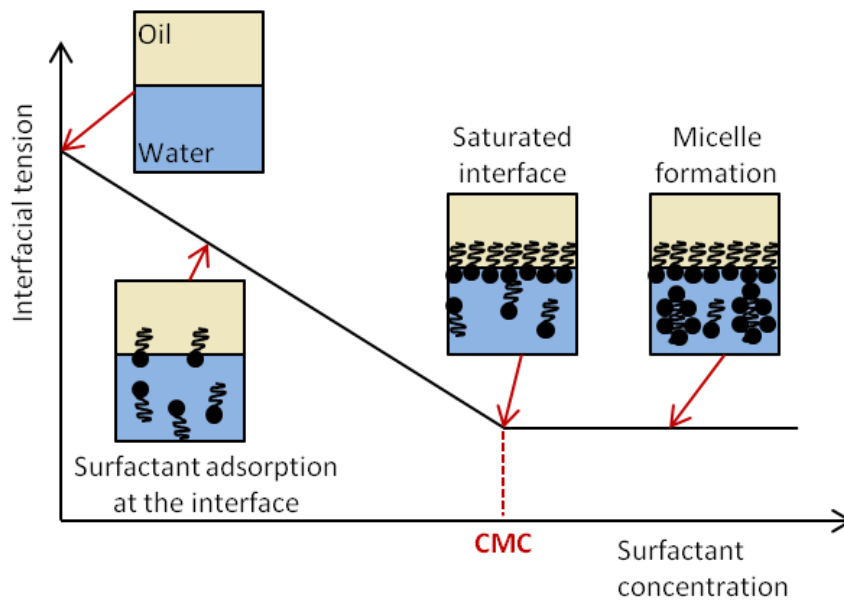 Oil
Water
Interfacial tension
Saturated
interface
Micelle
formation
Surfactant adsorption
at the interface
CMC
Surfactant
concentration